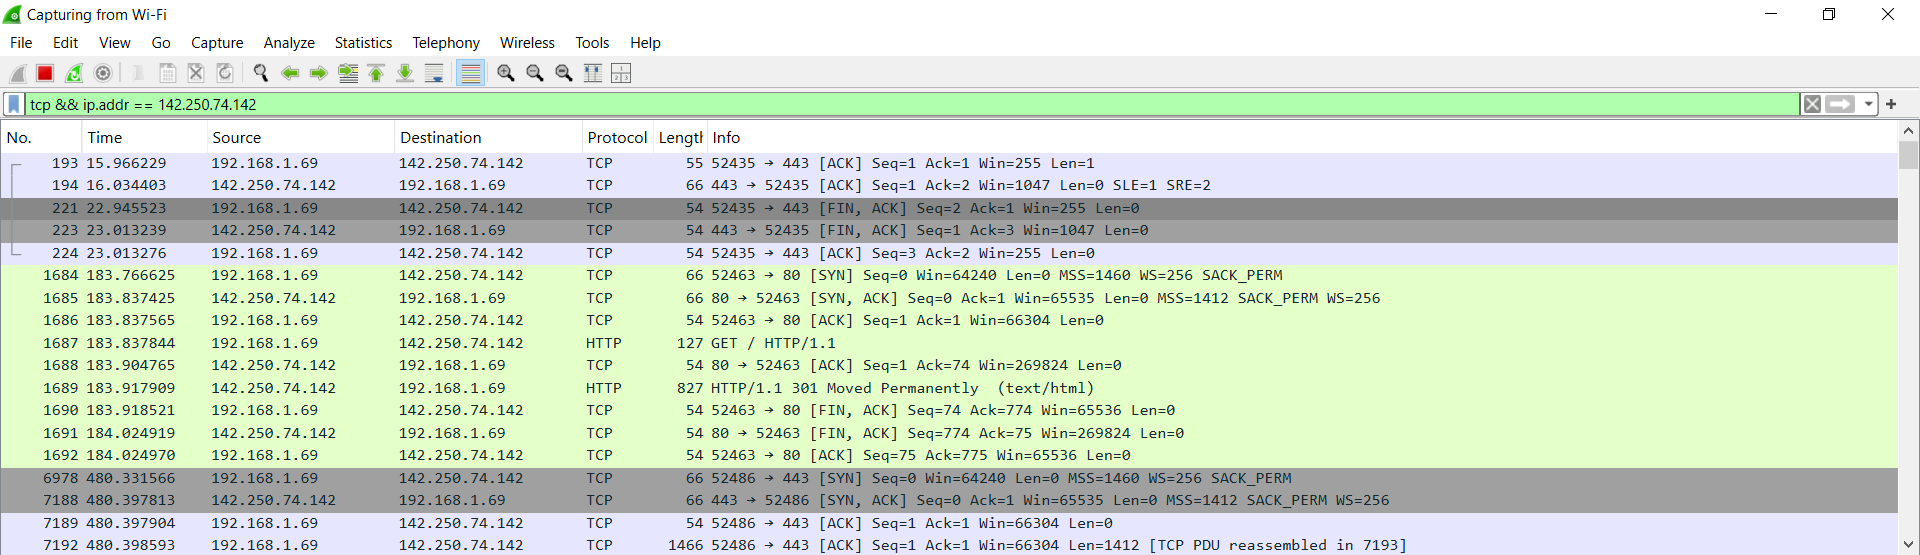 Capturing from Wi-Fi
File Edit View Go Capture Analyze Statistics Telephony Wireless Tools Help
tcp && ip.addr == 142.250.74.142
No. Time Source Destination Protocol Length Info
193 15.966229 192.168.1.69 142.250.74.142 TCP 55 52435 → 443 [ACK] Seq=1 Ack=1 Win=255 Len=1
194 16.034403 142.250.74.142 192.168.1.69 TCP 66 443 → 52435 [ACK] Seq=1 Ack=2 Win=1047 Len=0 SLE=1 SRE=2
221 22.945523 192.168.1.69 142.250.74.142 TCP 54 52435 → 443 [FIN, ACK] Seq=2 Ack=1 Win=255 Len=0
223 23.013239 142.250.74.142 192.168.1.69 TCP 54 443 → 52435 [FIN, ACK] Seq=1 Ack=3 Win=1047 Len=0
224 23.013276 192.168.1.69 142.250.74.142 TCP 54 52435 → 443 [ACK] Seq=3 Ack=2 Win=255 Len=0
1684 183.766625 192.168.1.69 142.250.74.142 TCP 66 52463 → 80 [SYN] Seq=0 Win=64240 Len=0 MSS=1460 WS=256 SACK_PERM
1685 183.837425 142.250.74.142 192.168.1.69 TCP 66 80 → 52463 [SYN, ACK] Seq=0 Ack=1 Win=65535 Len=0 MSS=1412 SACK_PERM WS=256
1686 183.837565 192.168.1.69 142.250.74.142 TCP 54 52463 → 80 [ACK] Seq=1 Ack=1 Win=66304 Len=0
1687 183.837844 192.168.1.69 142.250.74.142 HTTP 127 GET / HTTP/1.1
1688 183.904765 142.250.74.142 192.168.1.69 TCP 54 80 → 52463 [ACK] Seq=1 Ack=74 Win=269824 Len=0
1689 183.917909 142.250.74.142 192.168.1.69 HTTP 827 HTTP/1.1 301 Moved Permanently (text/html)
1690 183.918521 192.168.1.69 142.250.74.142 TCP 54 52463 → 80 [FIN, ACK] Seq=74 Ack=774 Win=65536 Len=0
1691 184.024919 142.250.74.142 192.168.1.69 TCP 54 80 → 52463 [FIN, ACK] Seq=774 Ack=75 Win=269824 Len=0
1692 184.024970 192.168.1.69 142.250.74.142 TCP 54 52463 → 80 [ACK] Seq=75 Ack=775 Win=65536 Len=0
6978 480.331566 192.168.1.69 142.250.74.142 TCP 66 52486 → 443 [SYN] Seq=0 Win=64240 Len=0 MSS=1460 WS=256 SACK_PERM
7188 480.397813 142.250.74.142 192.168.1.69 TCP 66 443 → 52486 [SYN, ACK] Seq=0 Ack=1 Win=65535 Len=0 MSS=1412 SACK_PERM WS=256
7189 480.397904 192.168.1.69 142.250.74.142 TCP 54 52486 → 443 [ACK] Seq=1 Ack=1 Win=66304 Len=0
7192 480.398593 192.168.1.69 142.250.74.142 TCP 1466 52486 → 443 [ACK] Seq=1 Ack=1 Win=66304 Len=1412 [TCP PDU reassembled in 7193]